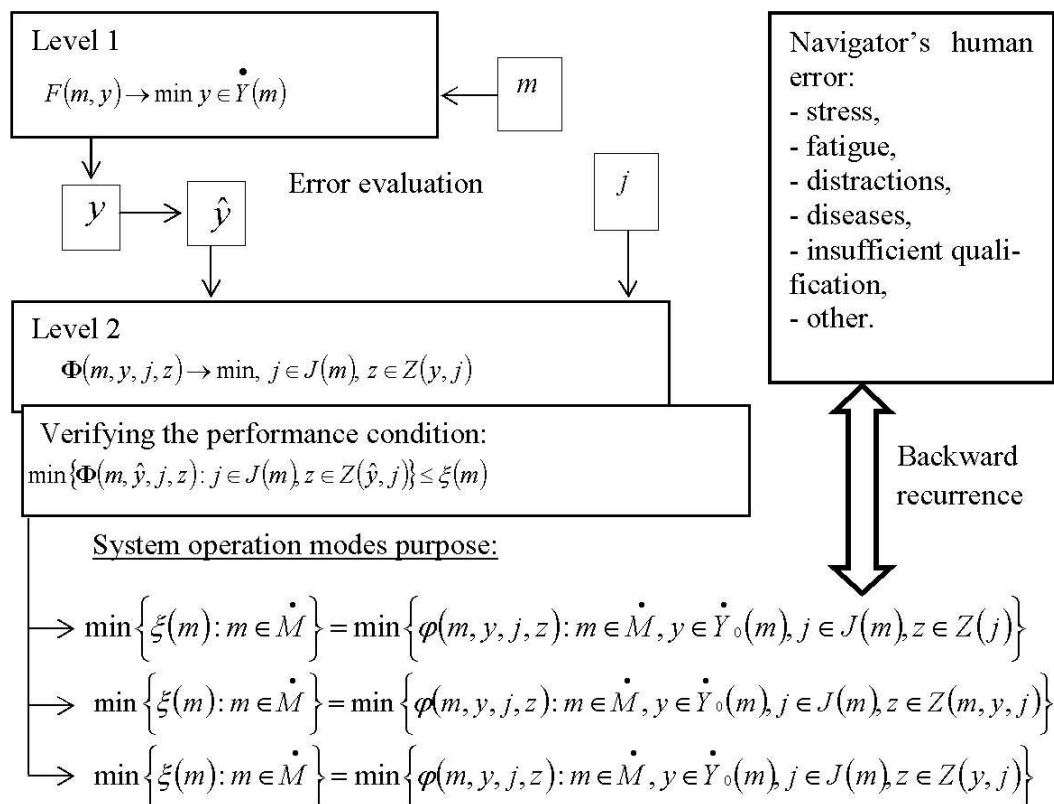 Level 1
F(m, y) → min y ∈ Ẏ(m)
m
y
ŷ
Error evaluation
j
Level 2
Φ(m, y, j, z) → min, j ∈ J(m), z ∈ Z(y, j)
Verifying the performance condition:
min{Φ(m, ŷ, j, z): j ∈ J(m), z ∈ Z(ŷ, j)} ≤ ξ(m)
Navigator's human
error:
- stress,
- fatigue,
- distractions,
- diseases,
- insufficient quali-
fication,
- other.
Backward
recurrence
System operation modes purpose:
min{ξ(m): m ∈ Ṁ} = min{φ(m, y, j, z): m ∈ Ṁ, y ∈ Ẏ₀(m), j ∈ J(m), z ∈ Z(j)}
min{ξ(m): m ∈ Ṁ} = min{φ(m, y, j, z): m ∈ Ṁ, y ∈ Ẏ₀(m), j ∈ J(m), z ∈ Z(m, y, j)}
min{ξ(m): m ∈ Ṁ} = min{φ(m, y, j, z): m ∈ Ṁ, y ∈ Ẏ₀(m), j ∈ J(m), z ∈ Z(y, j)}